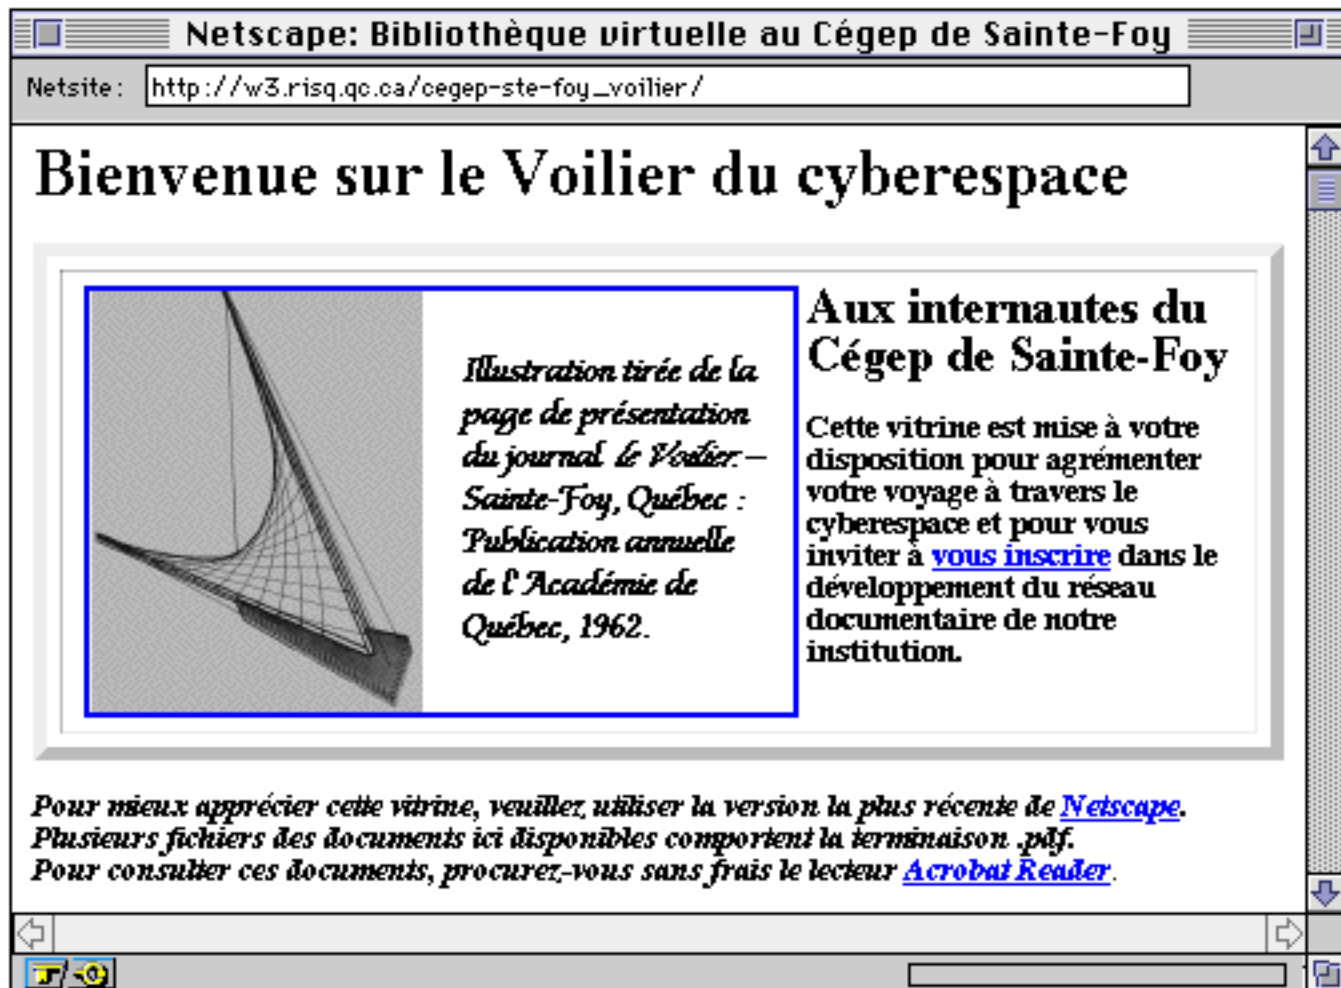 Netscape: Bibliothèque virtuelle au Cégep de Sainte-Foy
Netsite: http://w3.risq.qc.ca/cegep-ste-foy_voilier/
Bienvenue sur le Voilier du cyberespace
Illustration tirée de la
page de présentation
du journal le Voilier.–
Sainte-Foy, Québec :
Publication annuelle
de l'Académie de
Québec, 1962.
Aux internautes du
Cégep de Sainte-Foy
Cette vitrine est mise à votre
disposition pour agrémenter
votre voyage à travers le
cyberespace et pour vous
inviter à vous inscrire dans le
développement du réseau
documentaire de notre
institution.
Pour mieux apprécier cette vitrine, veuillez utiliser la version la plus récente de Netscape.
Plusieurs fichiers des documents ici disponibles comportent la terminaison .pdf.
Pour consulter ces documents, procurez-vous sans frais le lecteur Acrobat Reader.